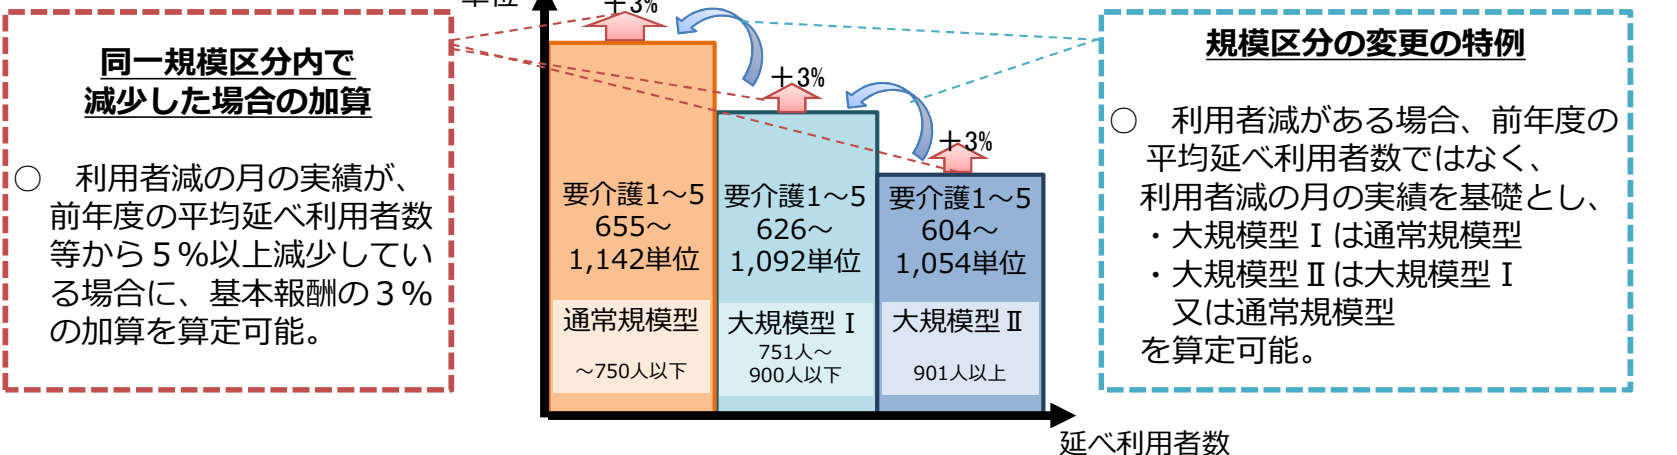 同一規模区分内で
減少した場合の加算
○　利用者減の月の実績が、
前年度の平均延べ利用者数
等から５%以上減少してい
る場合に、基本報酬の３%
の加算を算定可能。
単位
＋3%
＋3%
＋3%
要介護1～5
655～
1,142単位
通常規模型
～750人以下
要介護1～5
626～
1,092単位
大規模型Ⅰ
751人～
900人以下
要介護1～5
604～
1,054単位
大規模型Ⅱ
901人以上
延べ利用者数
規模区分の変更の特例
○　利用者減がある場合、前年度の
平均延べ利用者数ではなく、
利用者減の月の実績を基礎とし、
・大規模型Ⅰは通常規模型
・大規模型Ⅱは大規模型Ⅰ
又は通常規模型
を算定可能。